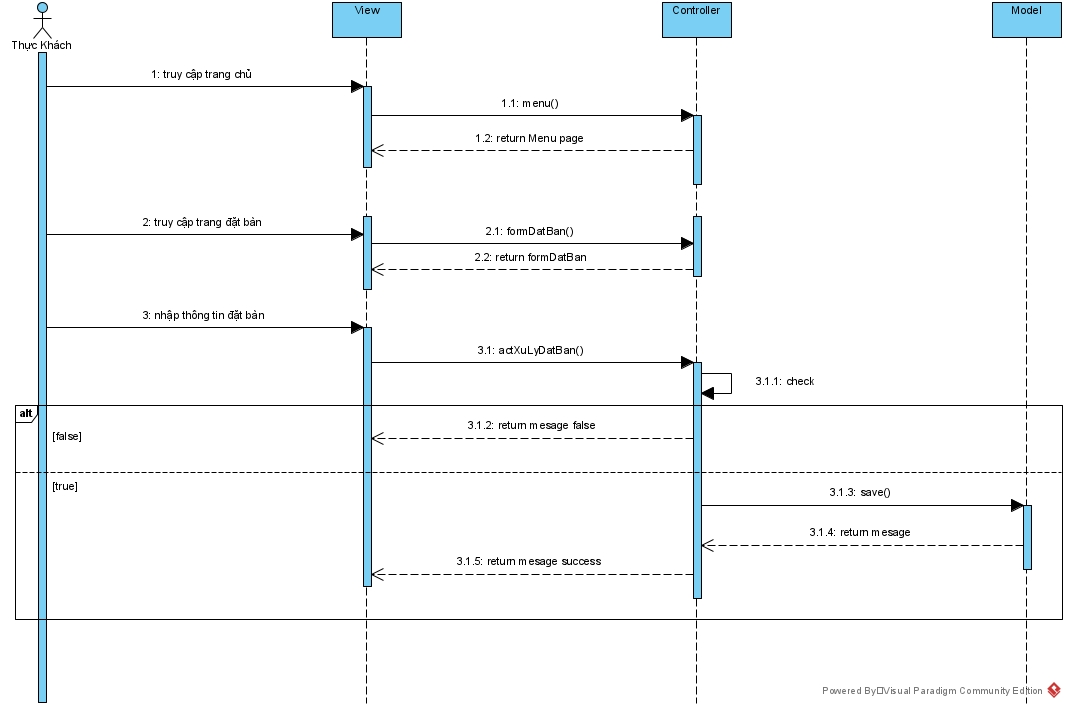 View
Controller
Model
Thực Khách
1: truy cập trang chủ
1.1: menu()
1.2: return Menu page
2: truy cập trang đặt bàn
2.1: formDatBan()
2.2: return formDatBan
3: nhập thông tin đặt bàn
3.1: actXuLyDatBan()
3.1.1: check
alt
3.1.2: return mesage false
[false]
[true]
3.1.3: save()
3.1.4: return mesage
3.1.5: return mesage success
Powered By Visual Paradigm Community Edition